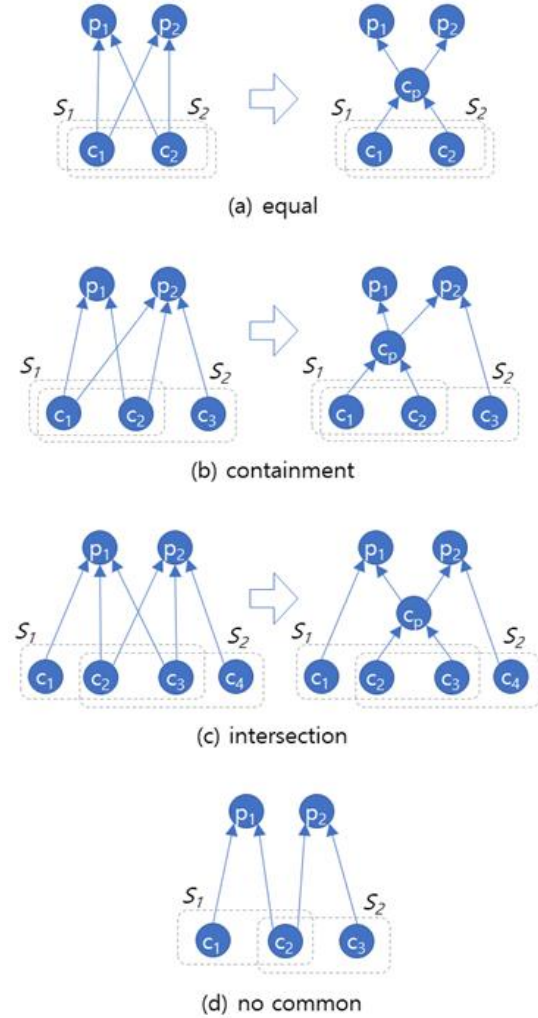 p1 p2 p1 p2
cp
S1 S2 S1 S2
c1 c2 c1 c2
(a) equal
p1 p2 p1 p2
cp
S1 S2 S1 S2
c1 c2 c3 c1 c2 c3
(b) containment
p1 p2 p1 p2
cp
S1 S2 S1 S2
c1 c2 c3 c4 c1 c2 c3 c4
(c) intersection
p1 p2
S1 S2
c1 c2 c3
(d) no common